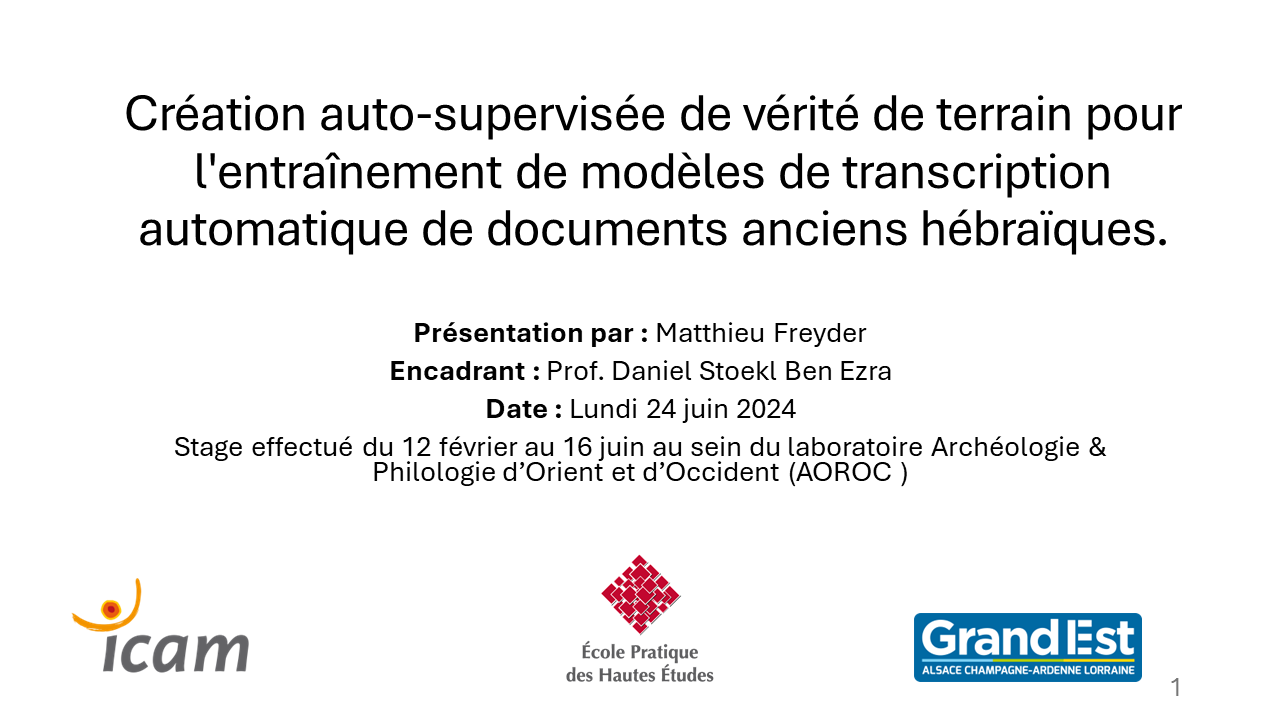 Création auto-supervisée de vérité de terrain pour
l'entraînement de modèles de transcription
automatique de documents anciens hébraïques.
Présentation par : Matthieu Freyder
Encadrant : Prof. Daniel Stoekl Ben Ezra
Date : Lundi 24 juin 2024
Stage effectué du 12 février au 16 juin au sein du laboratoire Archéologie &
Philologie d’Orient et d’Occident (AOROC )
icam
École Pratique
des Hautes Études
Grand Est
ALSACE CHAMPAGNE-ARDENNE LORRAINE
1